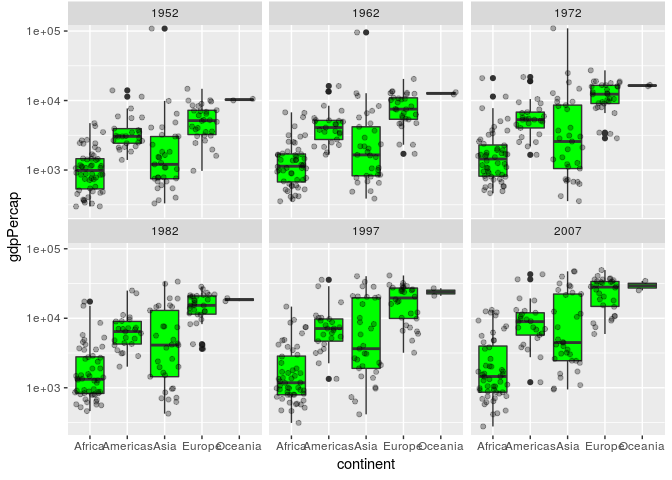 1952 1962 1972
1e+05
1e+04
1e+03
gdpPercap
1982 1997 2007
1e+05
1e+04
1e+03
Africa Americas Asia Europe Oceania Africa Americas Asia Europe Oceania Africa Americas Asia Europe Oceania
continent